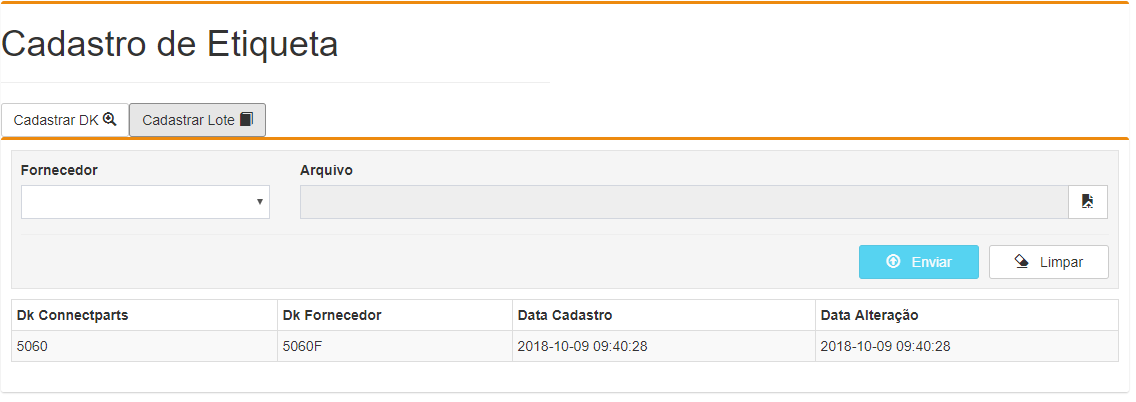 Cadastro de Etiqueta
Cadastrar DK Cadastrar Lote
Fornecedor Arquivo
Enviar Limpar
Dk Connectparts Dk Fornecedor Data Cadastro Data Alteração
5060 5060F 2018-10-09 09:40:28 2018-10-09 09:40:28